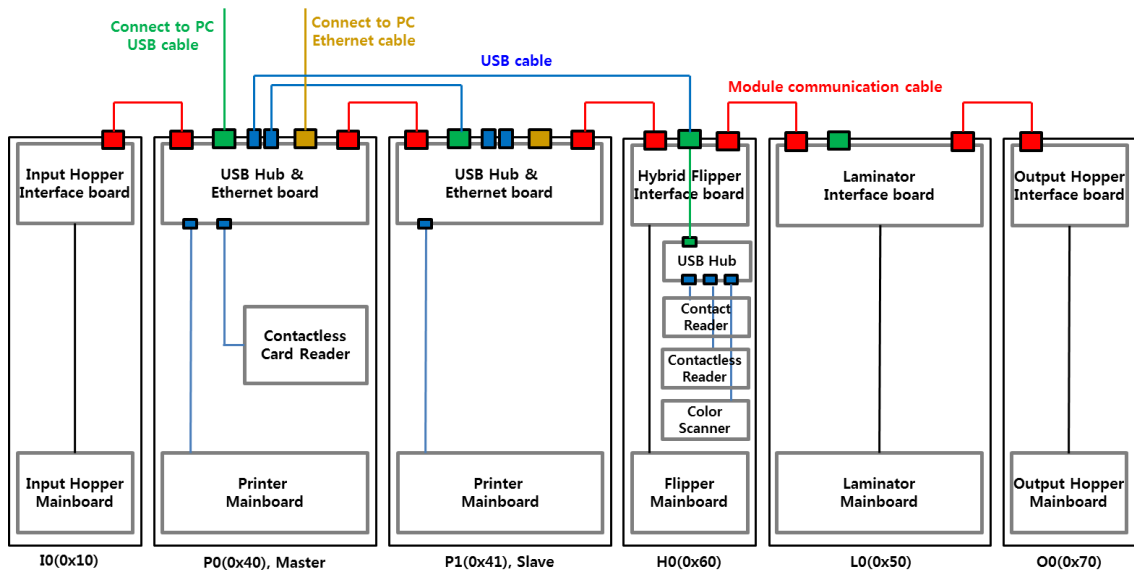 Connect to PC
USB cable
Connect to PC
Ethernet cable
USB cable
Module communication cable
Input Hopper
Interface board
USB Hub &
Ethernet board
USB Hub &
Ethernet board
Hybrid Flipper
Interface board
Laminator
Interface board
Output Hopper
Interface board
USB Hub
Contact
Reader
Contactless
Card Reader
Contactless
Reader
Color
Scanner
Input Hopper
Mainboard
Printer
Mainboard
Printer
Mainboard
Flipper
Mainboard
Laminator
Mainboard
Output Hopper
Mainboard
I0(0x10)
P0(0x40), Master
P1(0x41), Slave
H0(0x60)
L0(0x50)
O0(0x70)